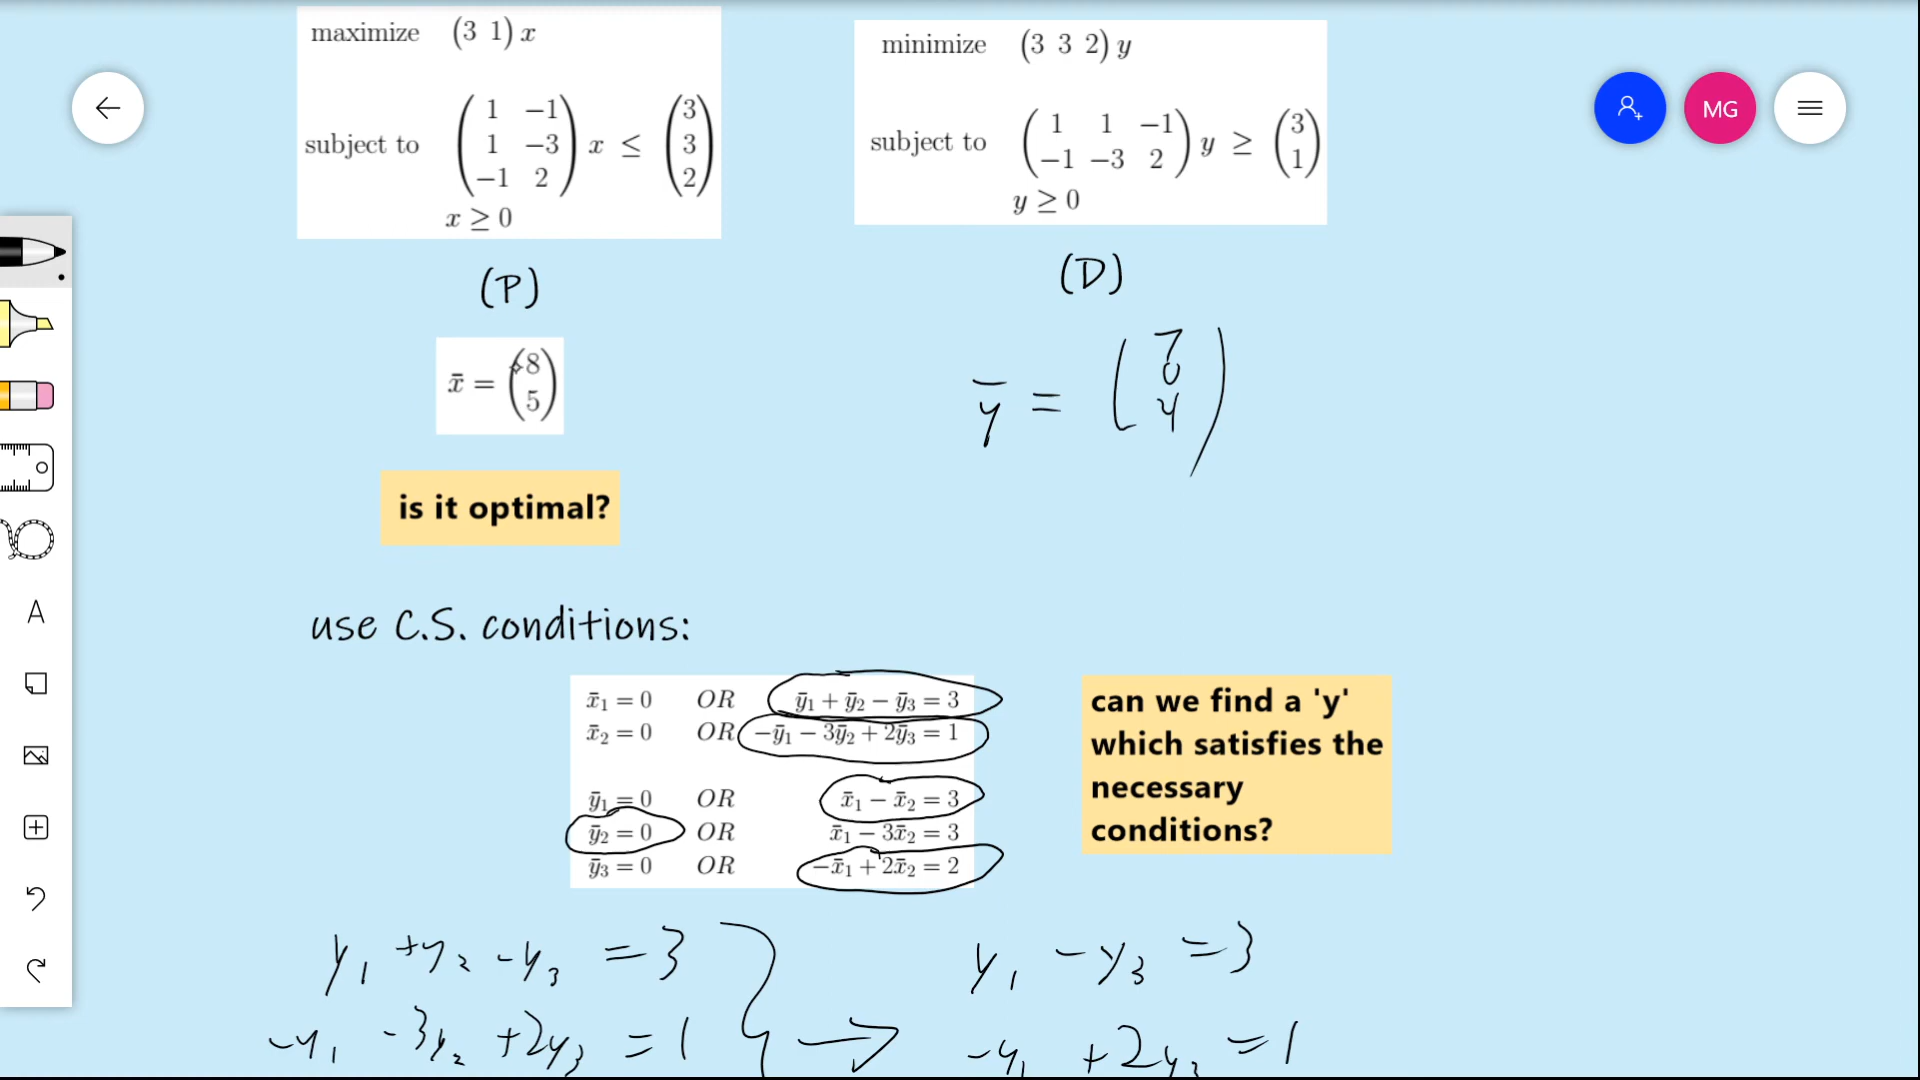 maximize (3 1) x
subject to ( 1 −1 ) x ≤ ( 3 )
( 1 −3 ) ( 3 )
( −1 2 ) ( 2 )
x ≥ 0
(P)
x̄ = ( 8 )
( 5 )
is it optimal?
minimize (3 3 2) y
subject to ( 1 1 −1 ) y ≥ ( 3 )
( −1 −3 2 ) ( 1 )
y ≥ 0
(D)
ȳ = ( 7 )
( 0 )
( 4 )
MG
A
use C.S. conditions:
x̄₁ = 0 OR ȳ₁ + ȳ₂ − ȳ₃ = 3
x̄₂ = 0 OR −ȳ₁ − 3ȳ₂ + 2ȳ₃ = 1
ȳ₁ = 0 OR x̄₁ − x̄₂ = 3
ȳ₂ = 0 OR x̄₁ − 3x̄₂ = 3
ȳ₃ = 0 OR −x̄₁ + 2x̄₂ = 2
can we find a 'y'
which satisfies the
necessary
conditions?
y₁ + y₂ − y₃ = 3
−y₁ − 3y₂ + 2y₃ = 1 →
y₁ − y₃ = 3
−y₁ + 2y₃ = 1